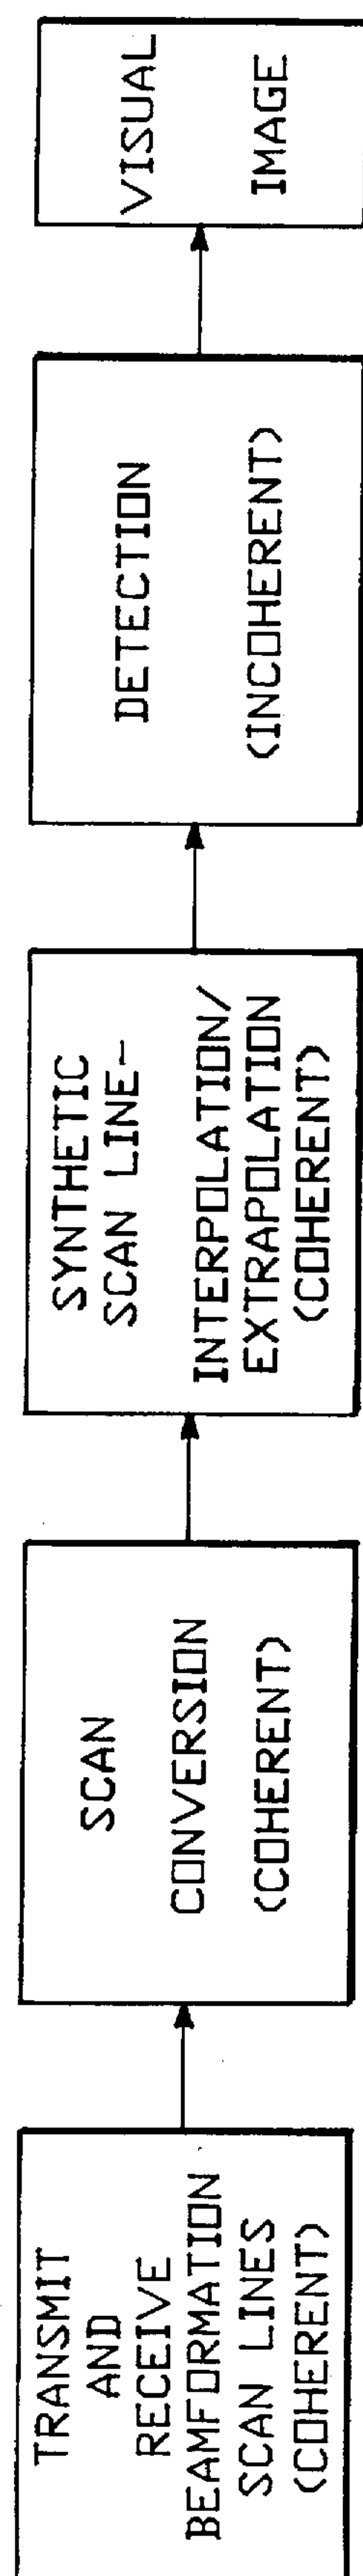 TRANSMIT
AND
RECEIVE
BEAMFORMATION
SCAN LINES
(COHERENT)
SCAN
CONVERSION
(COHERENT)
SYNTHETIC
SCAN LINE-
INTERPOLATION/
EXTRAPOLATION
(COHERENT)
DETECTION
(INCOHERENT)
VISUAL
IMAGE